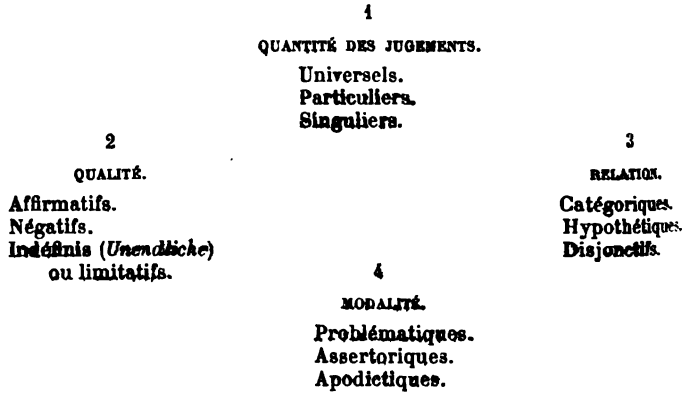 1
QUANTITÉ DES JUGEMENTS.
Universels.
Particuliers.
Singuliers.
2
QUALITÉ.
Affirmatifs.
Négatifs.
Indéfinis (Unendliche)
ou limitatifs.
3
RELATION.
Catégoriques.
Hypothétiques.
Disjonctifs.
4
MODALITÉ.
Problématiques.
Assertoriques.
Apodictiques.